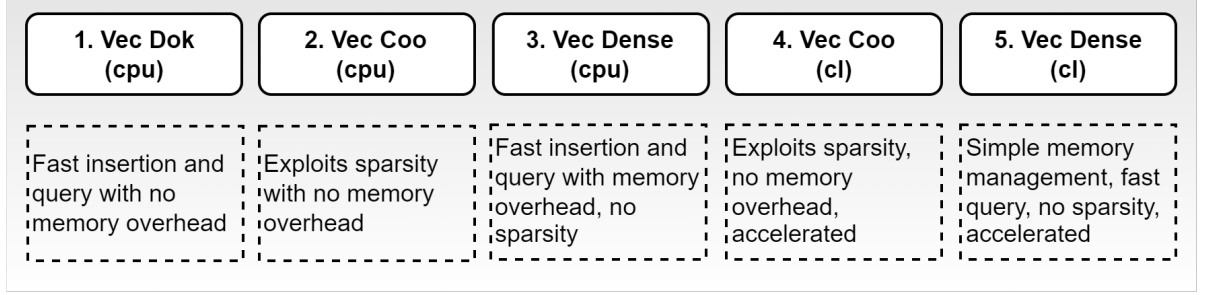 1. Vec Dok
(cpu)
2. Vec Coo
(cpu)
3. Vec Dense
(cpu)
4. Vec Coo
(cl)
5. Vec Dense
(cl)
Fast insertion and
query with no
memory overhead
Exploits sparsity
with no memory
overhead
Fast insertion and
query with memory
overhead, no
sparsity
Exploits sparsity,
no memory
overhead,
accelerated
Simple memory
management, fast
query, no sparsity,
accelerated